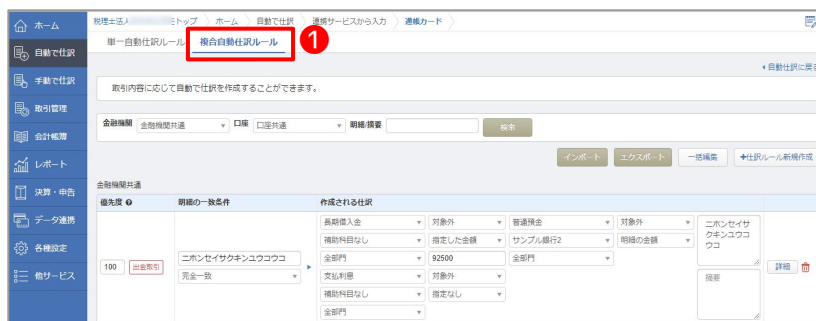 ホーム
自動で仕訳
手動で仕訳
取引管理
会計帳簿
レポート
決算・申告
データ連携
各種設定
他サービス
税理士法人 トップ ホーム 自動で仕訳 連携サービスから入力 通帳カード
単一自動仕訳ルール 複合自動仕訳ルール 1
自動仕訳に戻る
取引内容に応じて自動で仕訳を作成することができます。
金融機関 金融機関共通 口座 口座共通 明細/摘要 検索
インポート エクスポート 一括編集 +仕訳ルール新規作成
金融機関共通
優先度 明細の一致条件 作成される仕訳
100 出金取引
ニホンセイサクキンユウコウコ
完全一致
長期借入金 対象外 普通預金 対象外
補助科目なし 指定した金額 サンプル銀行2 明細の金額
全部門 92500 全部門
支払利息 対象外
補助科目なし 指定なし
全部門
ニホンセイサ
クキンユウコ
ウコ
摘要
詳細